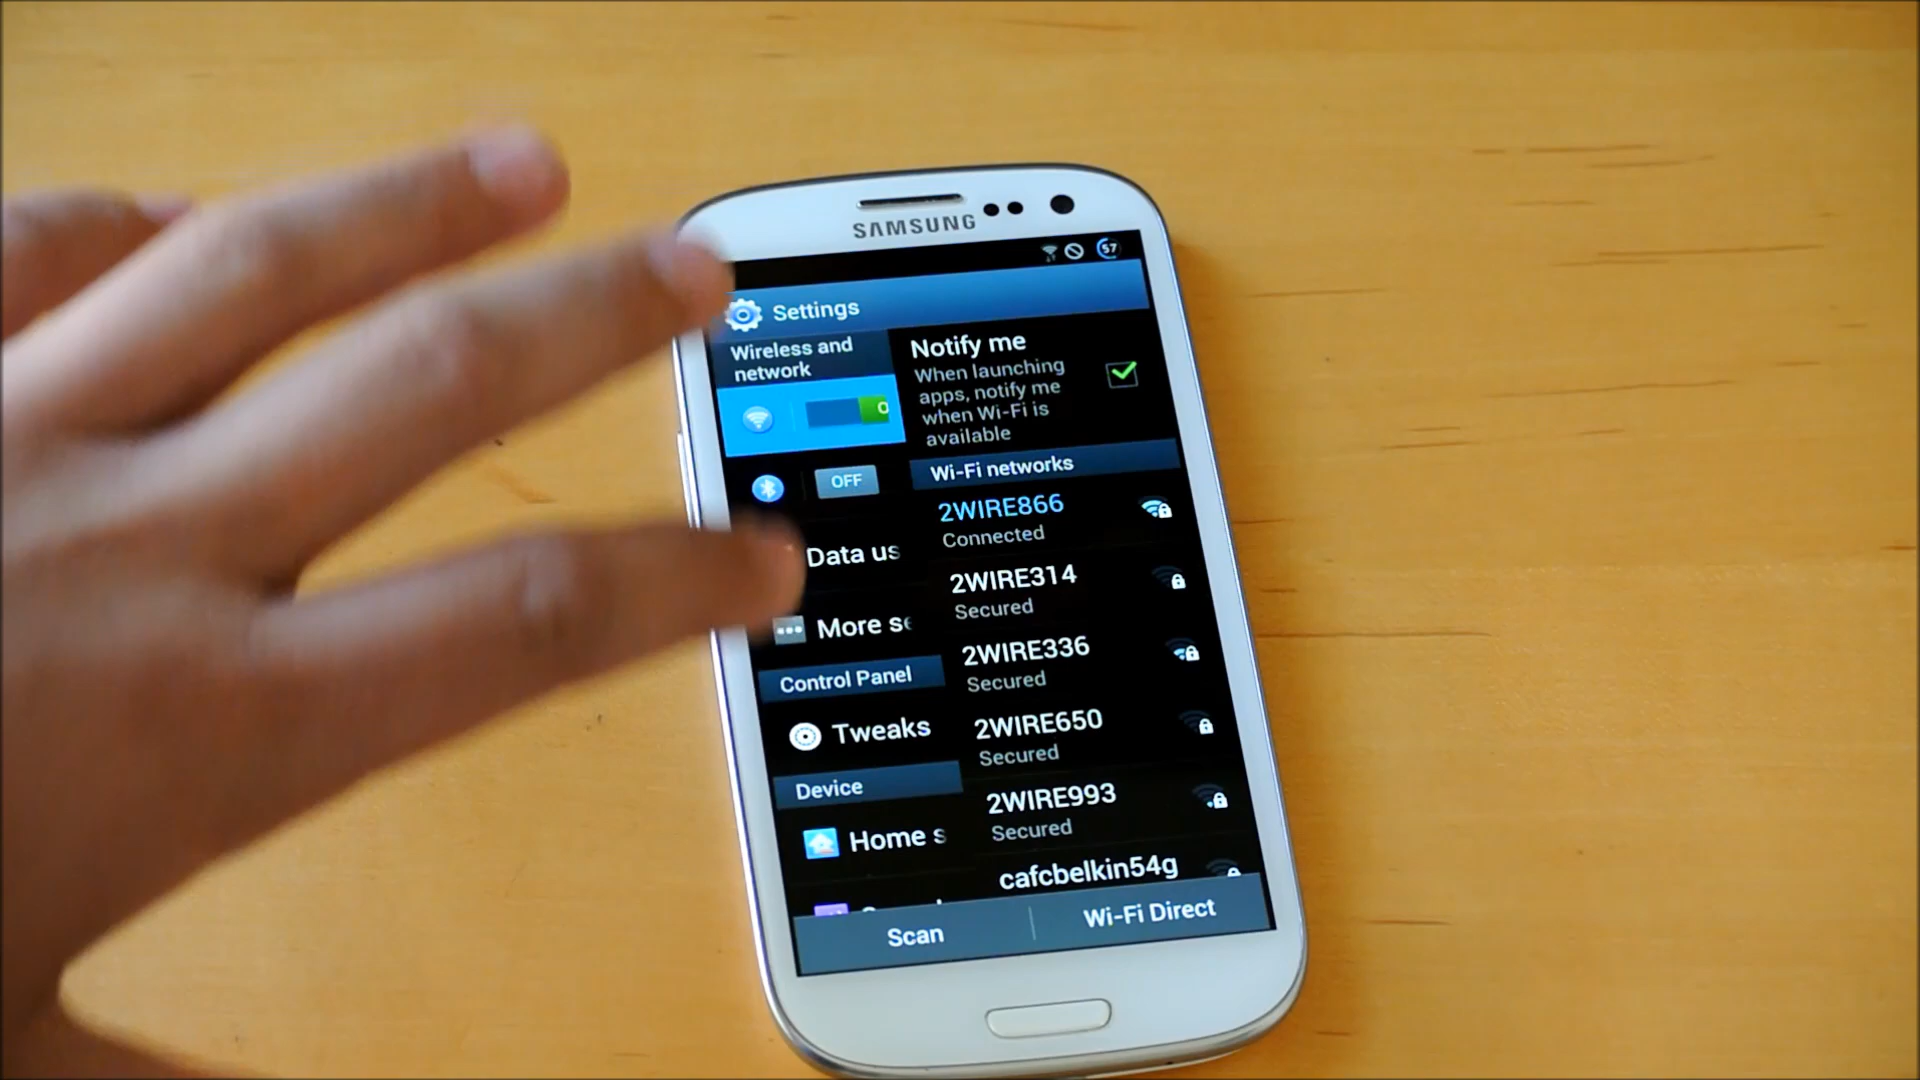 SAMSUNG
57
Settings
Wireless and
network
OFF
Data us
More se
Control Panel
Tweaks
Device
Home s
Notify me
When launching
apps, notify me
when Wi-Fi is
available
Wi-Fi networks
2WIRE866
Connected
2WIRE314
Secured
2WIRE336
Secured
2WIRE650
Secured
2WIRE993
Secured
cafcbelkin54g
Scan
Wi-Fi Direct